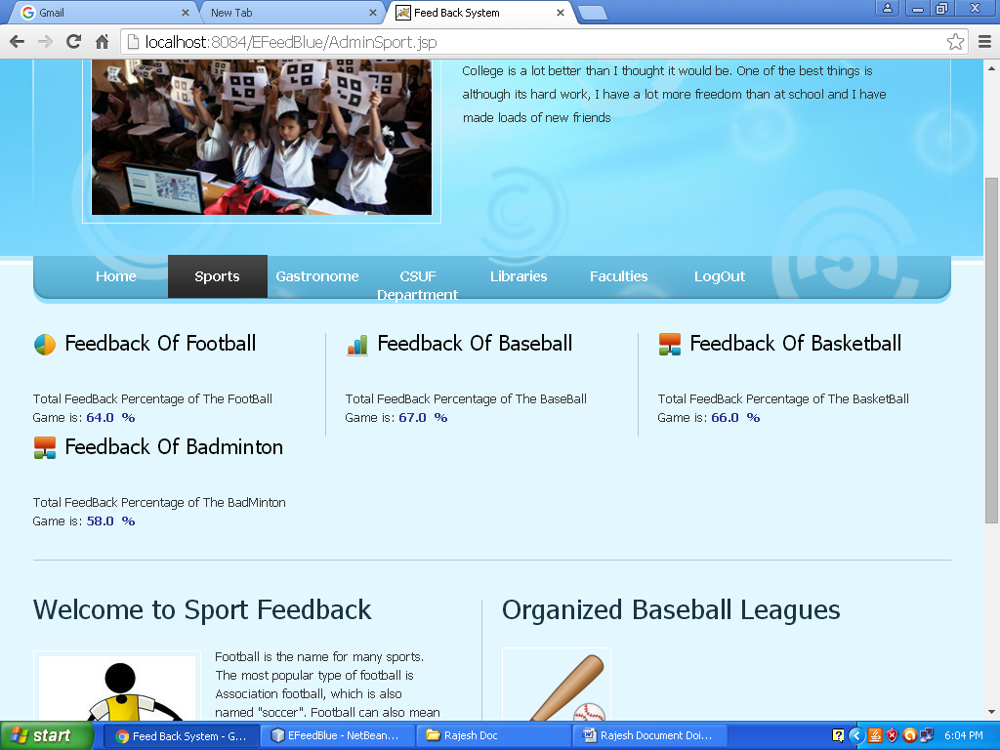 Gmail
New Tab
Feed Back System
localhost:8084/EFeedBlue/AdminSport.jsp
College is a lot better than I thought it would be. One of the best things is
although its hard work, I have a lot more freedom than at school and I have
made loads of new friends
Home
Sports
Gastronome
CSUF
Department
Libraries
Faculties
LogOut
Feedback Of Football
Total FeedBack Percentage of The FootBall
Game is: 64.0 %
Feedback Of Baseball
Total FeedBack Percentage of The BaseBall
Game is: 67.0 %
Feedback Of Basketball
Total FeedBack Percentage of The BasketBall
Game is: 66.0 %
Feedback Of Badminton
Total FeedBack Percentage of The BadMinton
Game is: 58.0 %
Welcome to Sport Feedback
Football is the name for many sports.
The most popular type of football is
Association football, which is also
named "soccer". Football can also mean
Organized Baseball Leagues
start
Feed Back System - G...
EFeedBlue - NetBean...
Rajesh Doc
Rajesh Document Doi...
6:04 PM